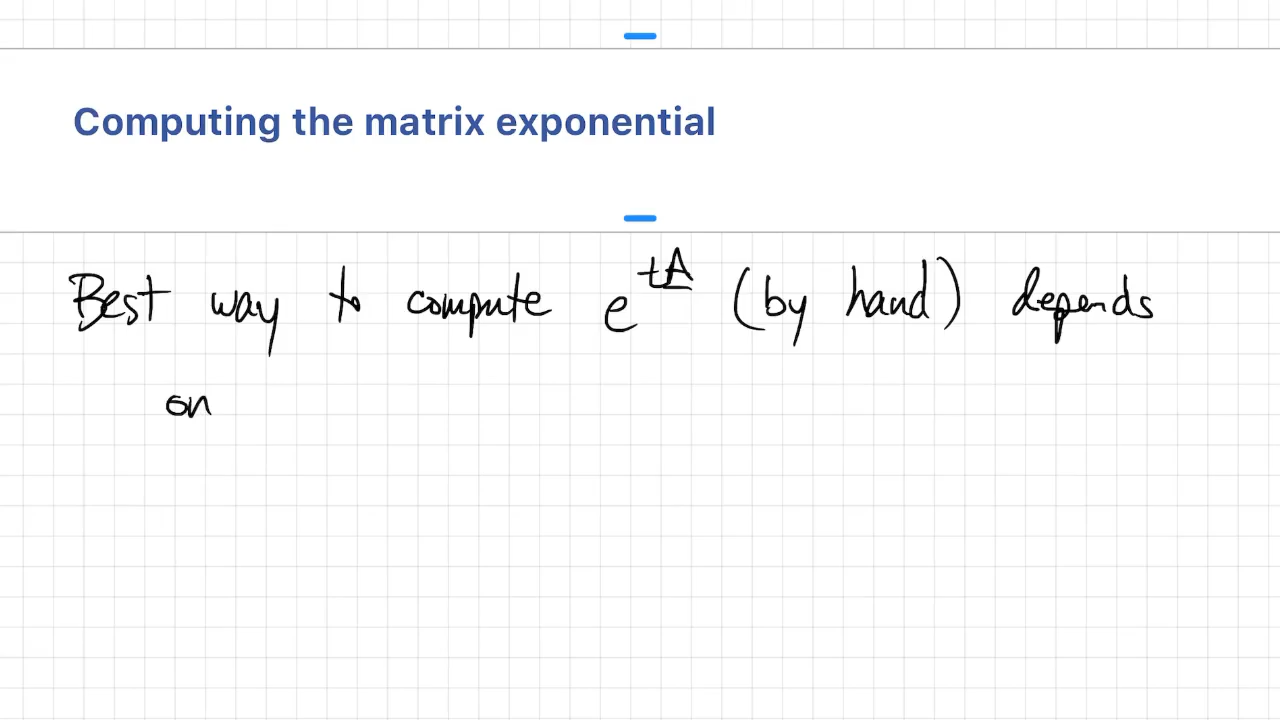 Computing the matrix exponential
Best way to compute e^{tA} (by hand) depends
on